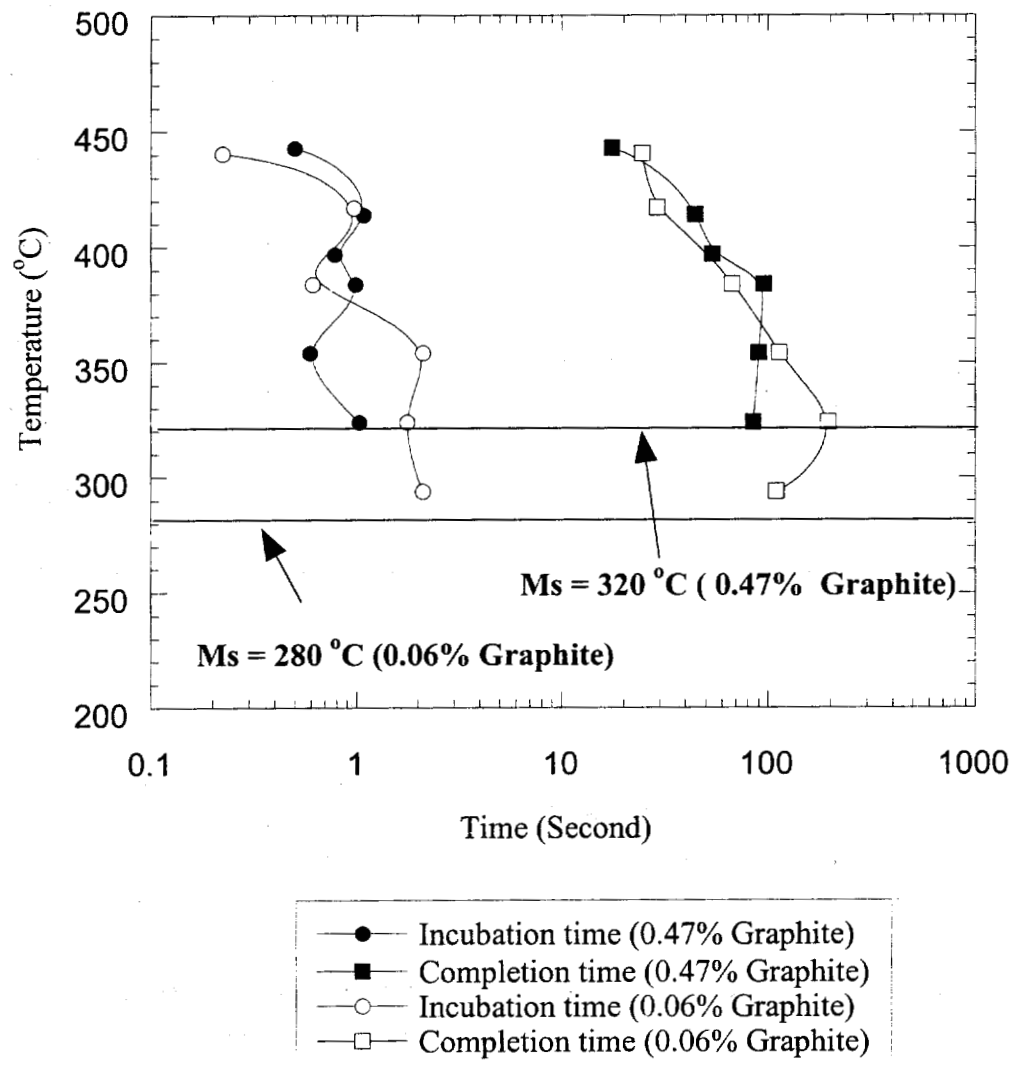 500
450
400
350
300
250
200
Temperature (°C)
Ms = 320 °C ( 0.47% Graphite)
Ms = 280 °C (0.06% Graphite)
0.1 1 10 100 1000
Time (Second)
Incubation time (0.47% Graphite)
Completion time (0.47% Graphite)
Incubation time (0.06% Graphite)
Completion time (0.06% Graphite)